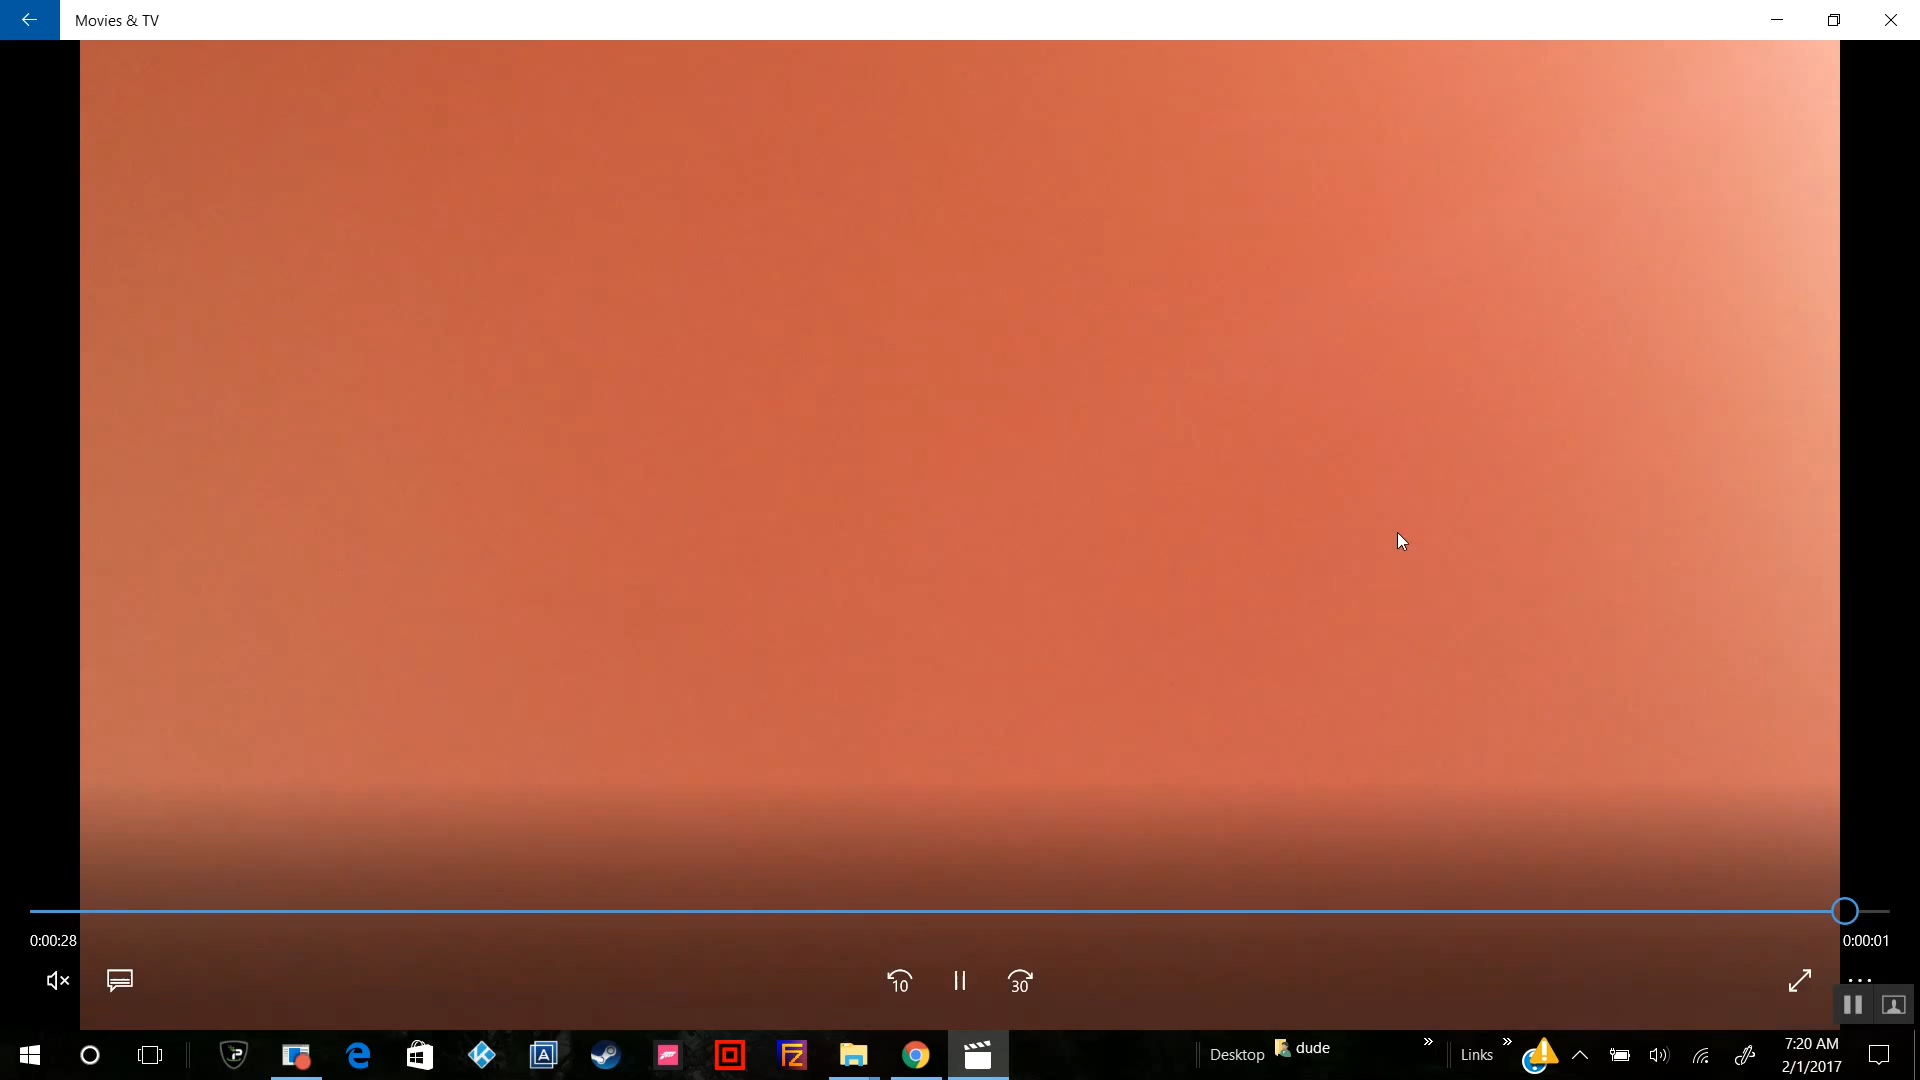 Movies & TV
0:00:28
0:00:01
10
30
Desktop
dude
»
Links
»
7:20 AM
2/1/2017